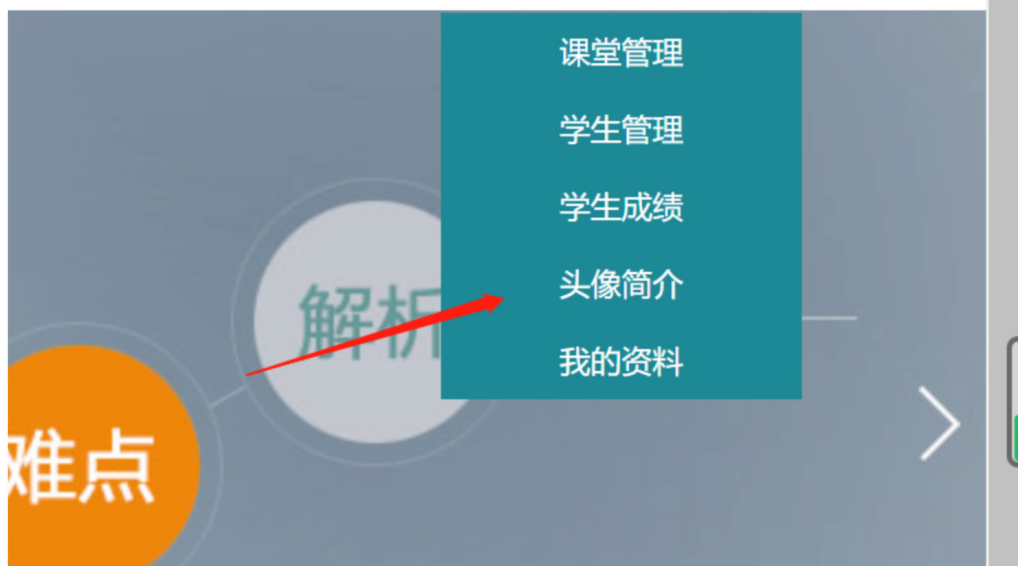 课堂管理
学生管理
学生成绩
头像简介
我的资料
解析
难点